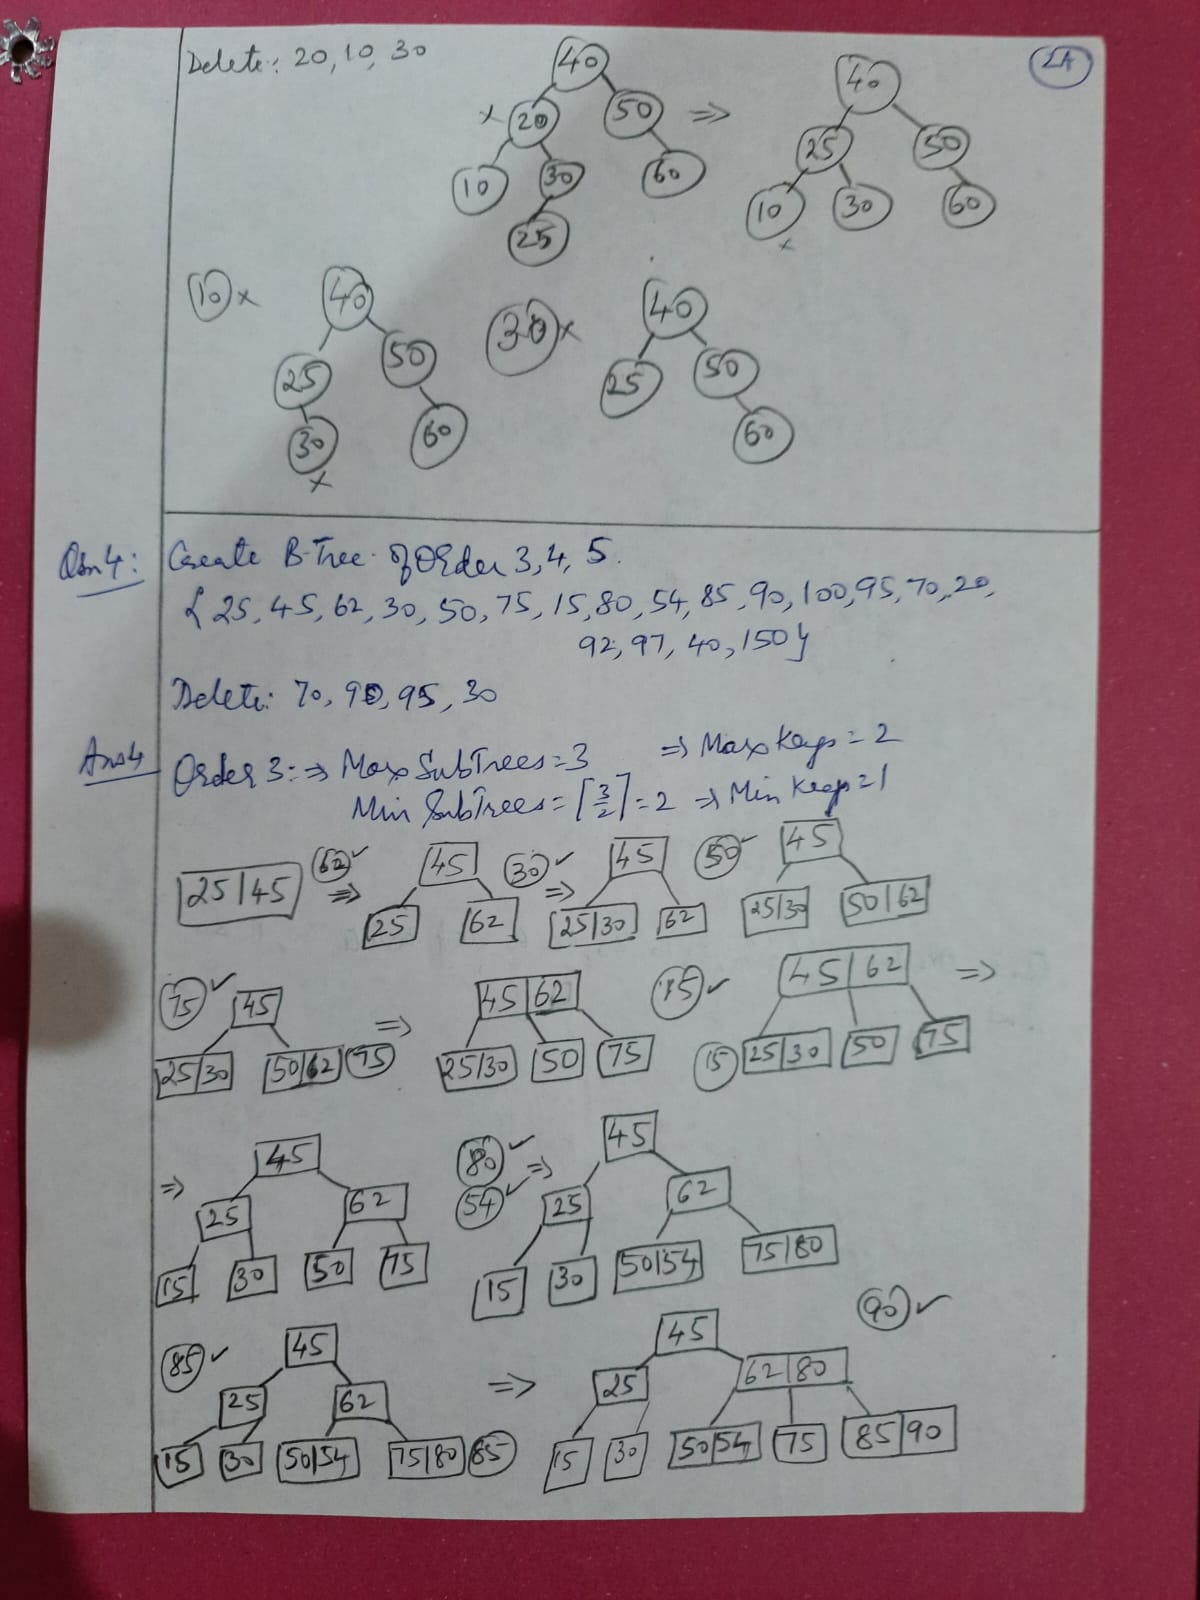 Delete: 20, 10, 30
2A
40
x 20 50 ⇒
10 30 60
25
40
25 50
10 30 60
x
10 x
40
25 50
30 60
x
30 x
40
25 50
60
Qsn 4: Create B-Tree of Order 3, 4, 5.
{ 25, 45, 62, 30, 50, 75, 15, 80, 54, 85, 90, 100, 95, 70, 20,
92, 97, 40, 150 }
Delete: 70, 90, 95, 30
Ans 4 Order 3: ⇒ Max SubTrees = 3 ⇒ Max Keys = 2
Min SubTrees = ⌈3/2⌉ = 2 ⇒ Min Keys = 1
25|45
62 ✓ ⇒
45
25 62
30 ✓ ⇒
45
25|30 62
50 ✓
45
25|30 50|62
75 ✓
45
25|30 50|62 75
⇒
45|62
25|30 50 75
15 ✓
45|62 ⇒
15 25|30 50 75
⇒
45
25 62
15 30 50 75
80 ✓
54 ✓ ⇒
45
25 62
15 30 50|54 75|80
85 ✓
45
25 62
15 30 50|54 75|80 85
⇒
90 ✓
45
25 62|80
15 30 50|54 75 85|90